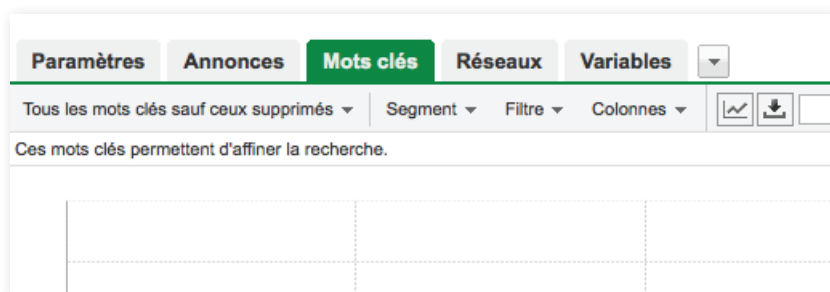 Paramètres Annonces Mots clés Réseaux Variables
Tous les mots clés sauf ceux supprimés Segment Filtre Colonnes
Ces mots clés permettent d'affiner la recherche.